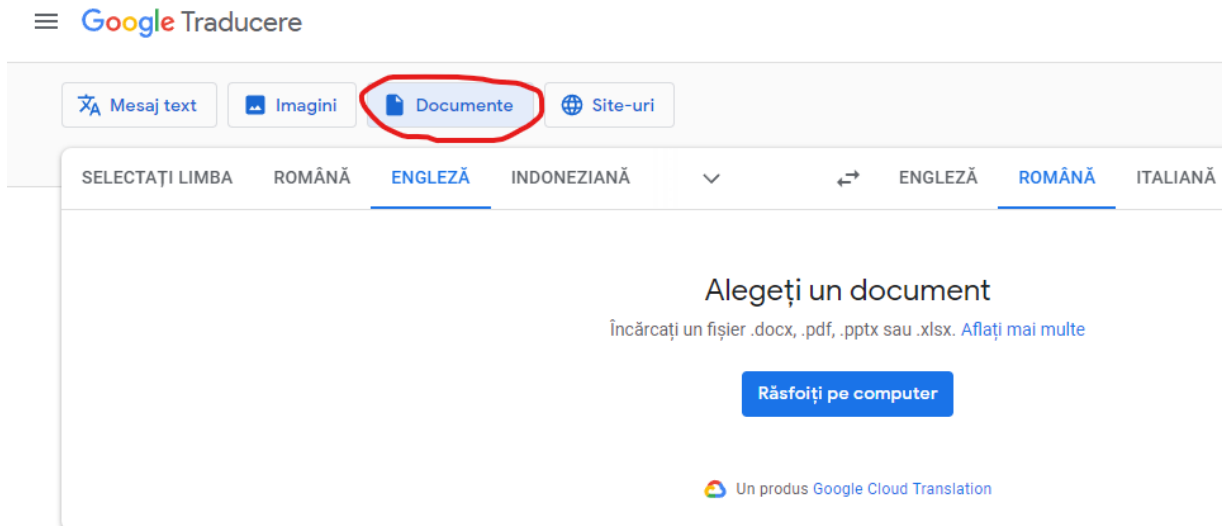 Google Traducere
Mesaj text Imagini Documente Site-uri
SELECTAȚI LIMBA ROMÂNĂ ENGLEZĂ INDONEZIANĂ ENGLEZĂ ROMÂNĂ ITALIANĂ
Alegeți un document
Încărcați un fișier .docx, .pdf, .pptx sau .xlsx. Aflați mai multe
Răsfoiți pe computer
Un produs Google Cloud Translation